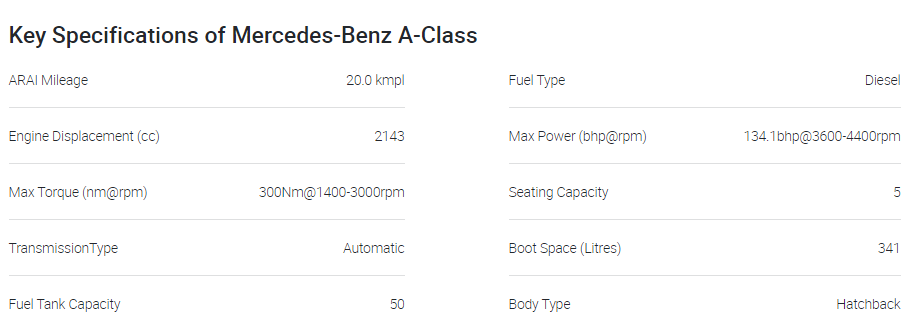 Key Specifications of Mercedes-Benz A-Class
ARAI Mileage 20.0 kmpl Fuel Type Diesel
Engine Displacement (cc) 2143 Max Power (bhp@rpm) 134.1bhp@3600-4400rpm
Max Torque (nm@rpm) 300Nm@1400-3000rpm Seating Capacity 5
TransmissionType Automatic Boot Space (Litres) 341
Fuel Tank Capacity 50 Body Type Hatchback